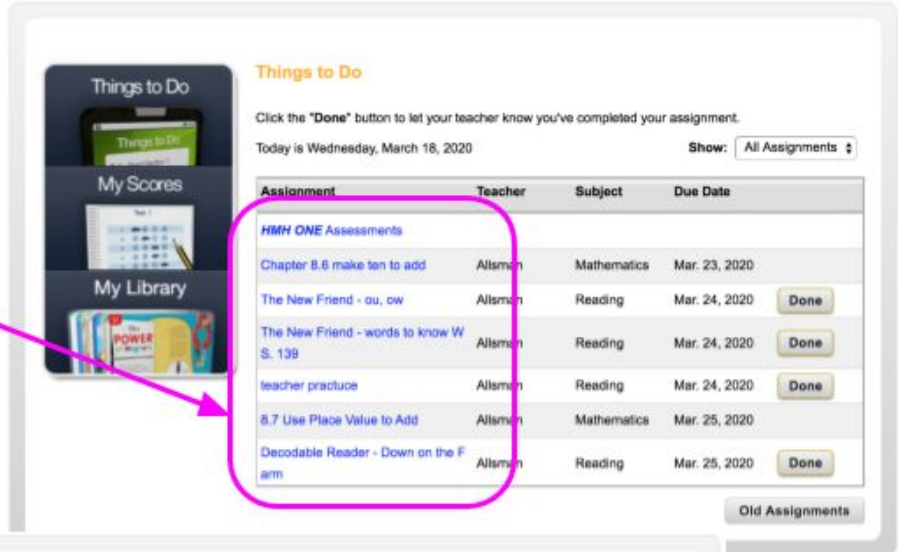 Things to Do
Things to Do
My Scores
My Library
POWER
Things to Do
Click the "Done" button to let your teacher know you've completed your assignment.
Today is Wednesday, March 18, 2020 Show: All Assignments
Assignment Teacher Subject Due Date
HMH ONE Assessments
Chapter 8.6 make ten to add Allsman Mathematics Mar. 23, 2020
The New Friend - ou, ow Allsman Reading Mar. 24, 2020 Done
The New Friend - words to know W
S. 139 Allsman Reading Mar. 24, 2020 Done
teacher practuce Allsman Reading Mar. 24, 2020 Done
8.7 Use Place Value to Add Allsman Mathematics Mar. 25, 2020
Decodable Reader - Down on the F
arm Allsman Reading Mar. 25, 2020 Done
Old Assignments